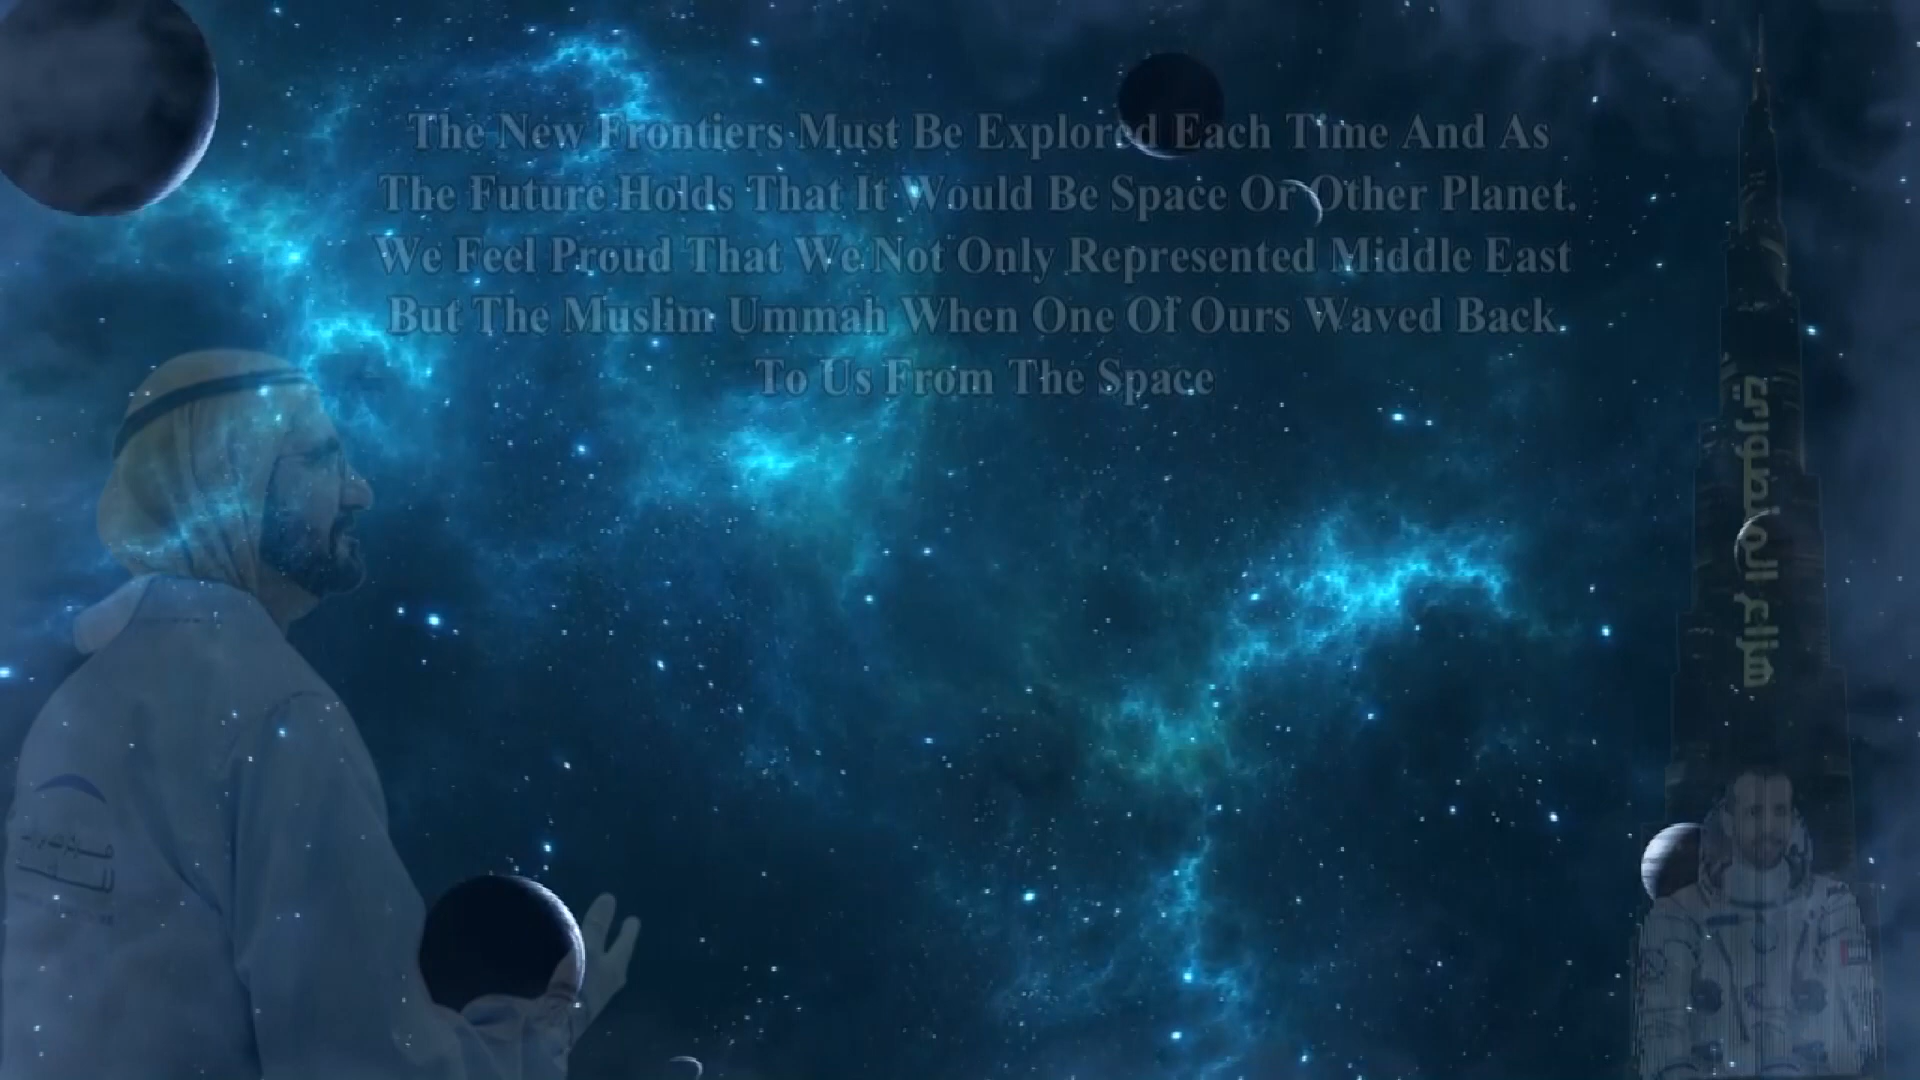 The New Frontiers Must Be Explored Each Time And As
The Future Holds That It Would Be Space Or Other Planet.
We Feel Proud That We Not Only Represented Middle East
But The Muslim Ummah When One Of Ours Waved Back
To Us From The Space
هزاع المنصوري